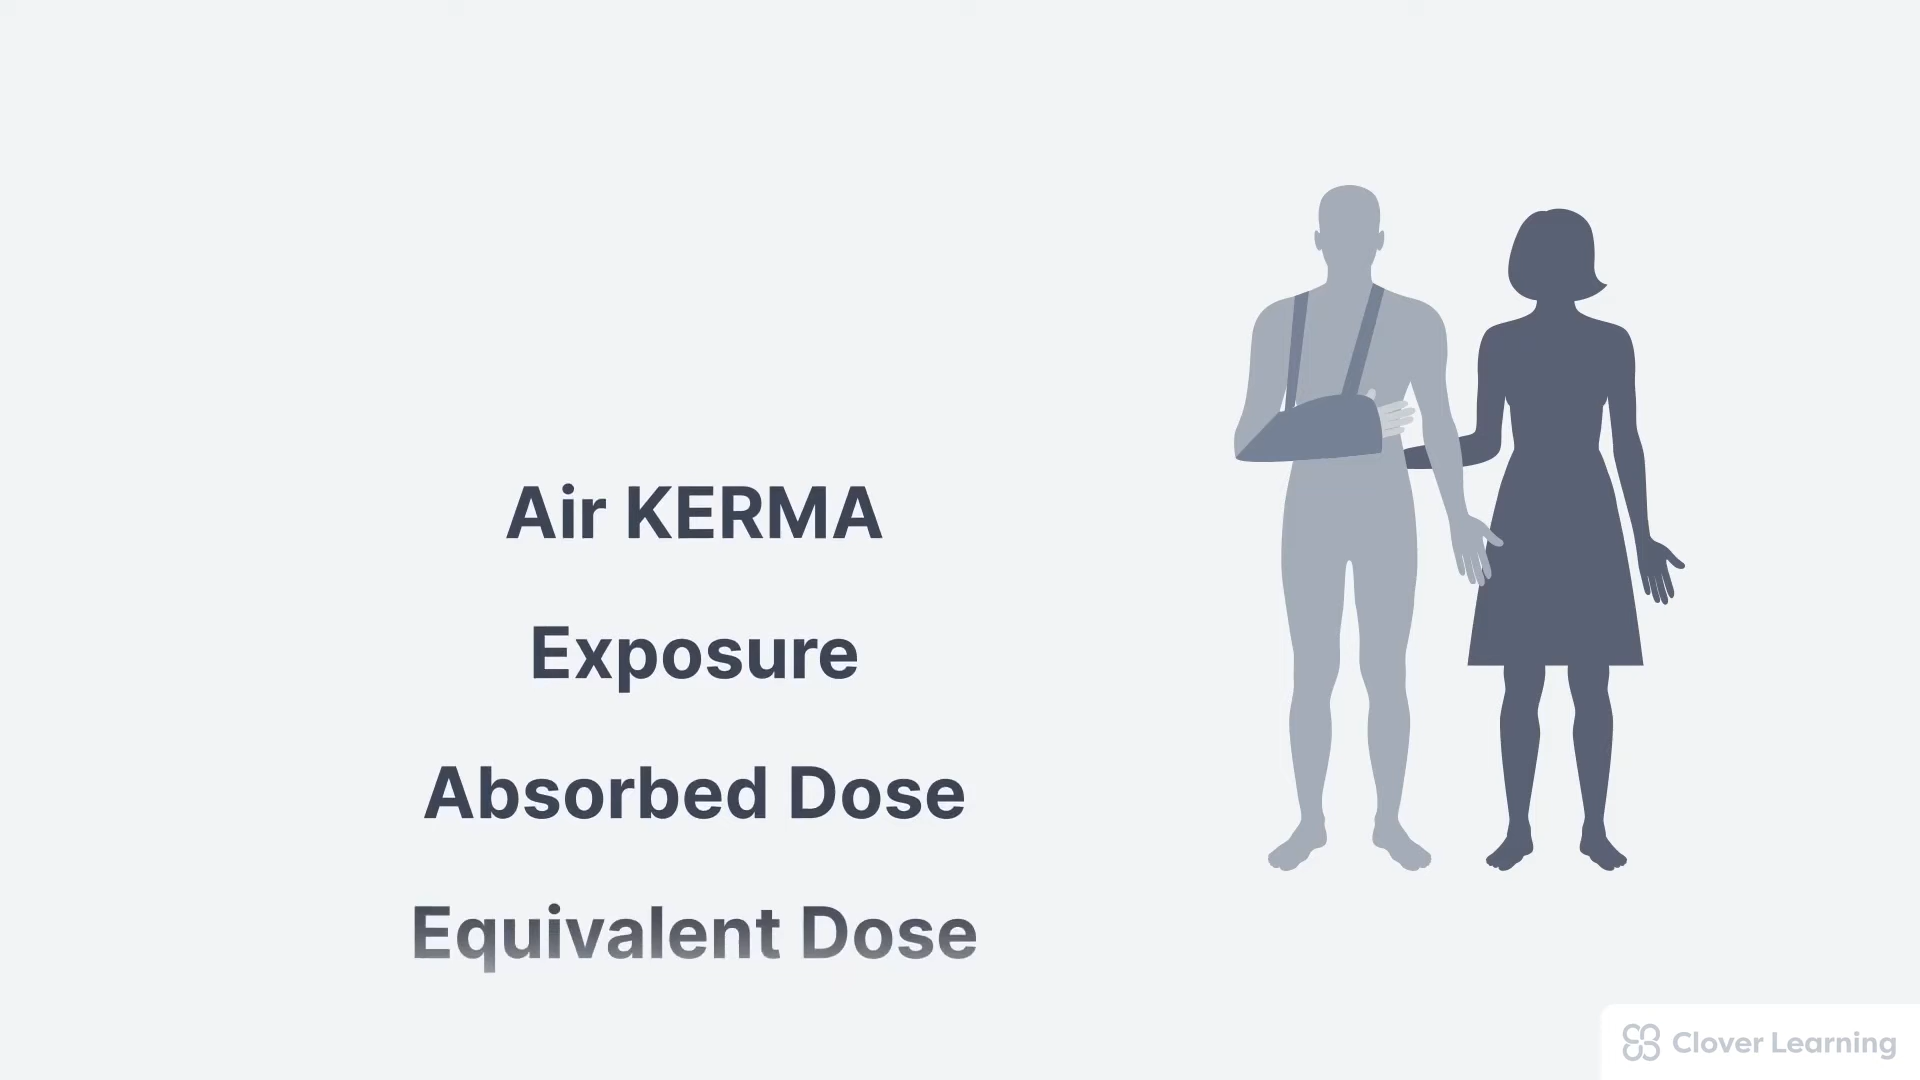 Air KERMA
Exposure
Absorbed Dose
Equivalent Dose
Clover Learning